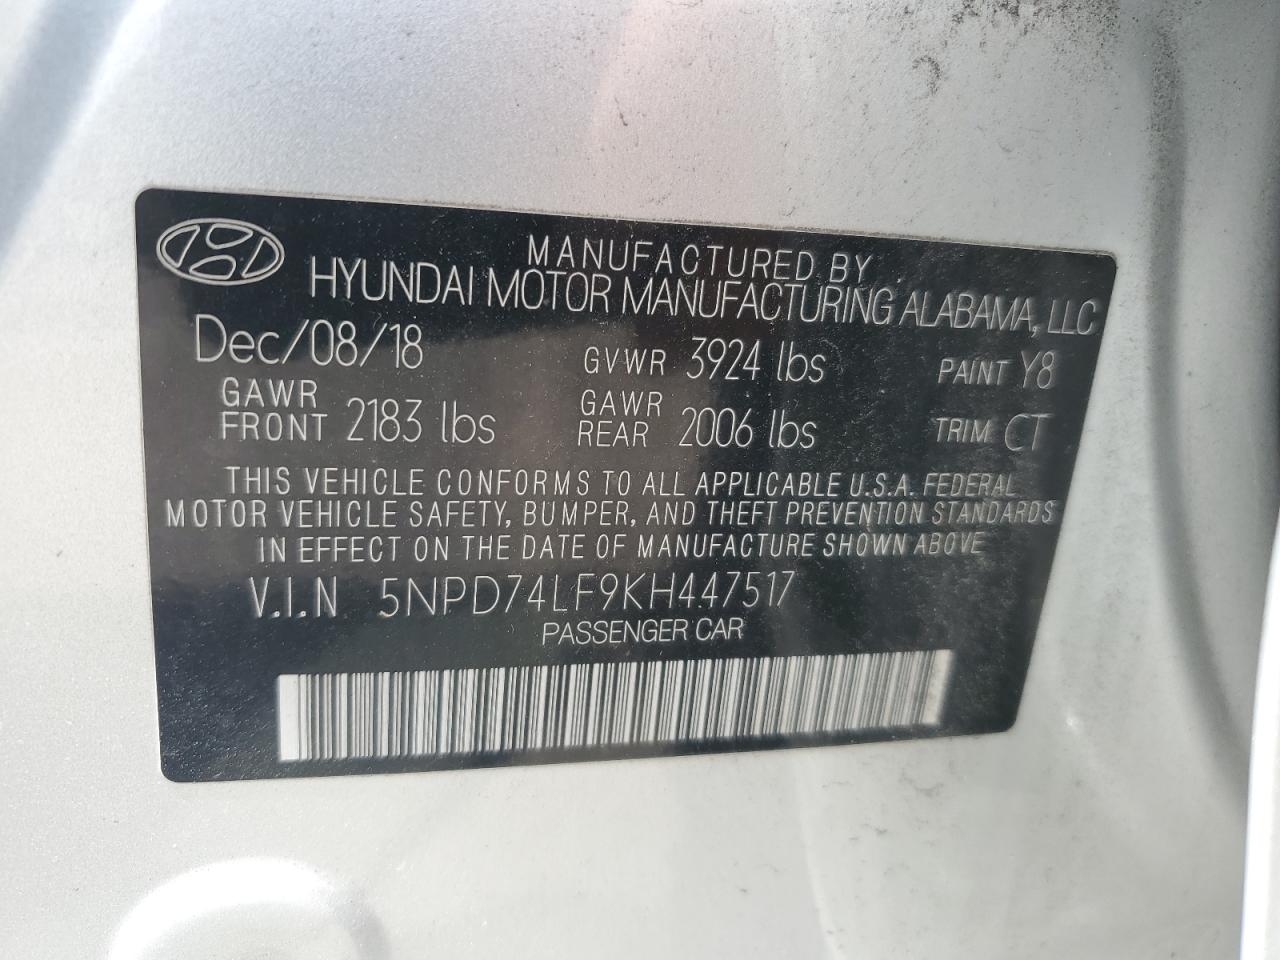 MANUFACTURED BY
HYUNDAI MOTOR MANUFACTURING ALABAMA, LLC
Dec/08/18 GVWR 3924 lbs PAINT Y8
GAWR FRONT 2183 lbs GAWR REAR 2006 lbs TRIM CT
THIS VEHICLE CONFORMS TO ALL APPLICABLE U.S.A. FEDERAL
MOTOR VEHICLE SAFETY, BUMPER, AND THEFT PREVENTION STANDARDS
IN EFFECT ON THE DATE OF MANUFACTURE SHOWN ABOVE
V.I.N 5NPD74LF9KH447517
PASSENGER CAR